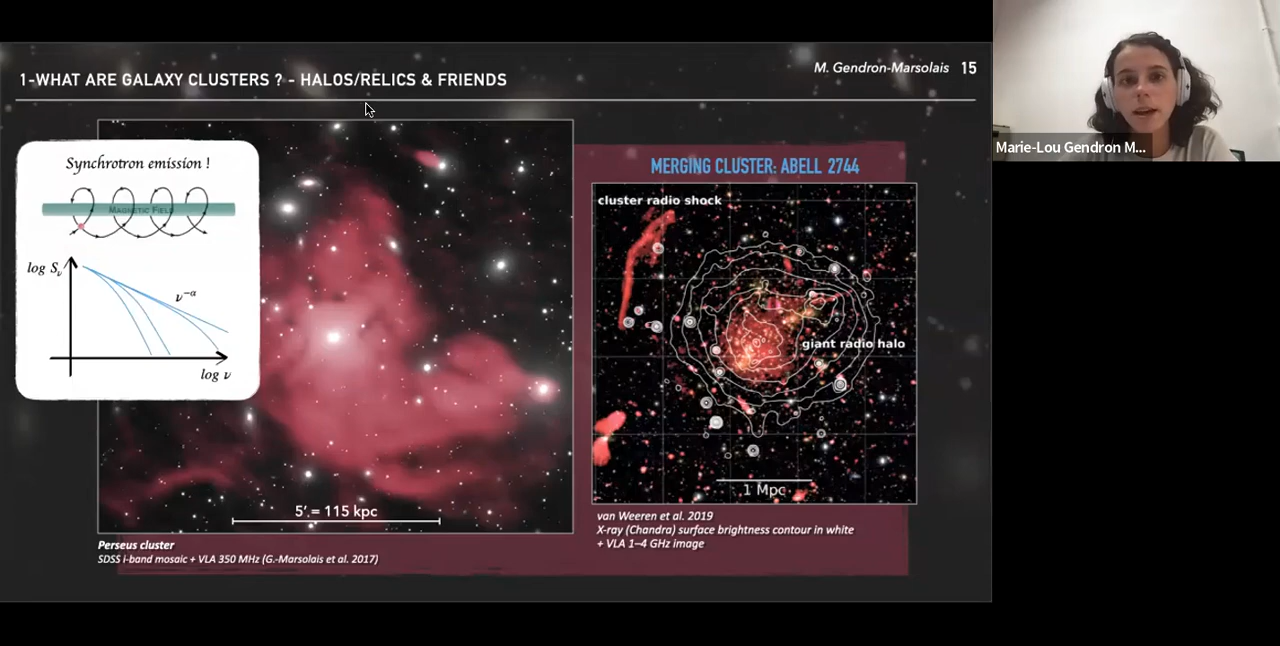 1-WHAT ARE GALAXY CLUSTERS ? - HALOS/RELICS & FRIENDS
M. Gendron-Marsolais 15
Synchrotron emission !
MAGNETIC FIELD
log Sν
ν−α
log ν
5’ = 115 kpc
Perseus cluster
SDSS i-band mosaic + VLA 350 MHz (G.-Marsolais et al. 2017)
MERGING CLUSTER: ABELL 2744
cluster radio shock
giant radio halo
1 Mpc
van Weeren et al. 2019
X-ray (Chandra) surface brightness contour in white
+ VLA 1–4 GHz image
Marie-Lou Gendron M...